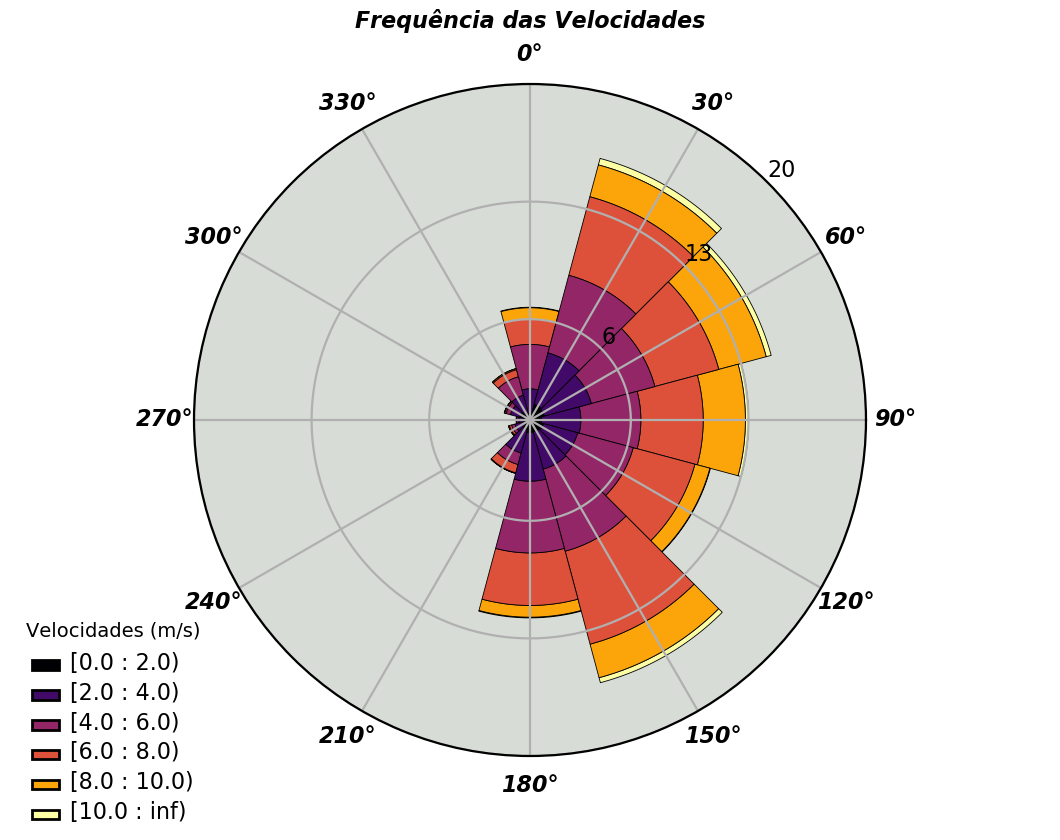 Frequência das Velocidades
0°
330°
30°
20
300°
60°
13
6
270°
90°
240°
120°
210°
150°
180°
Velocidades (m/s)
[0.0 : 2.0)
[2.0 : 4.0)
[4.0 : 6.0)
[6.0 : 8.0)
[8.0 : 10.0)
[10.0 : inf)